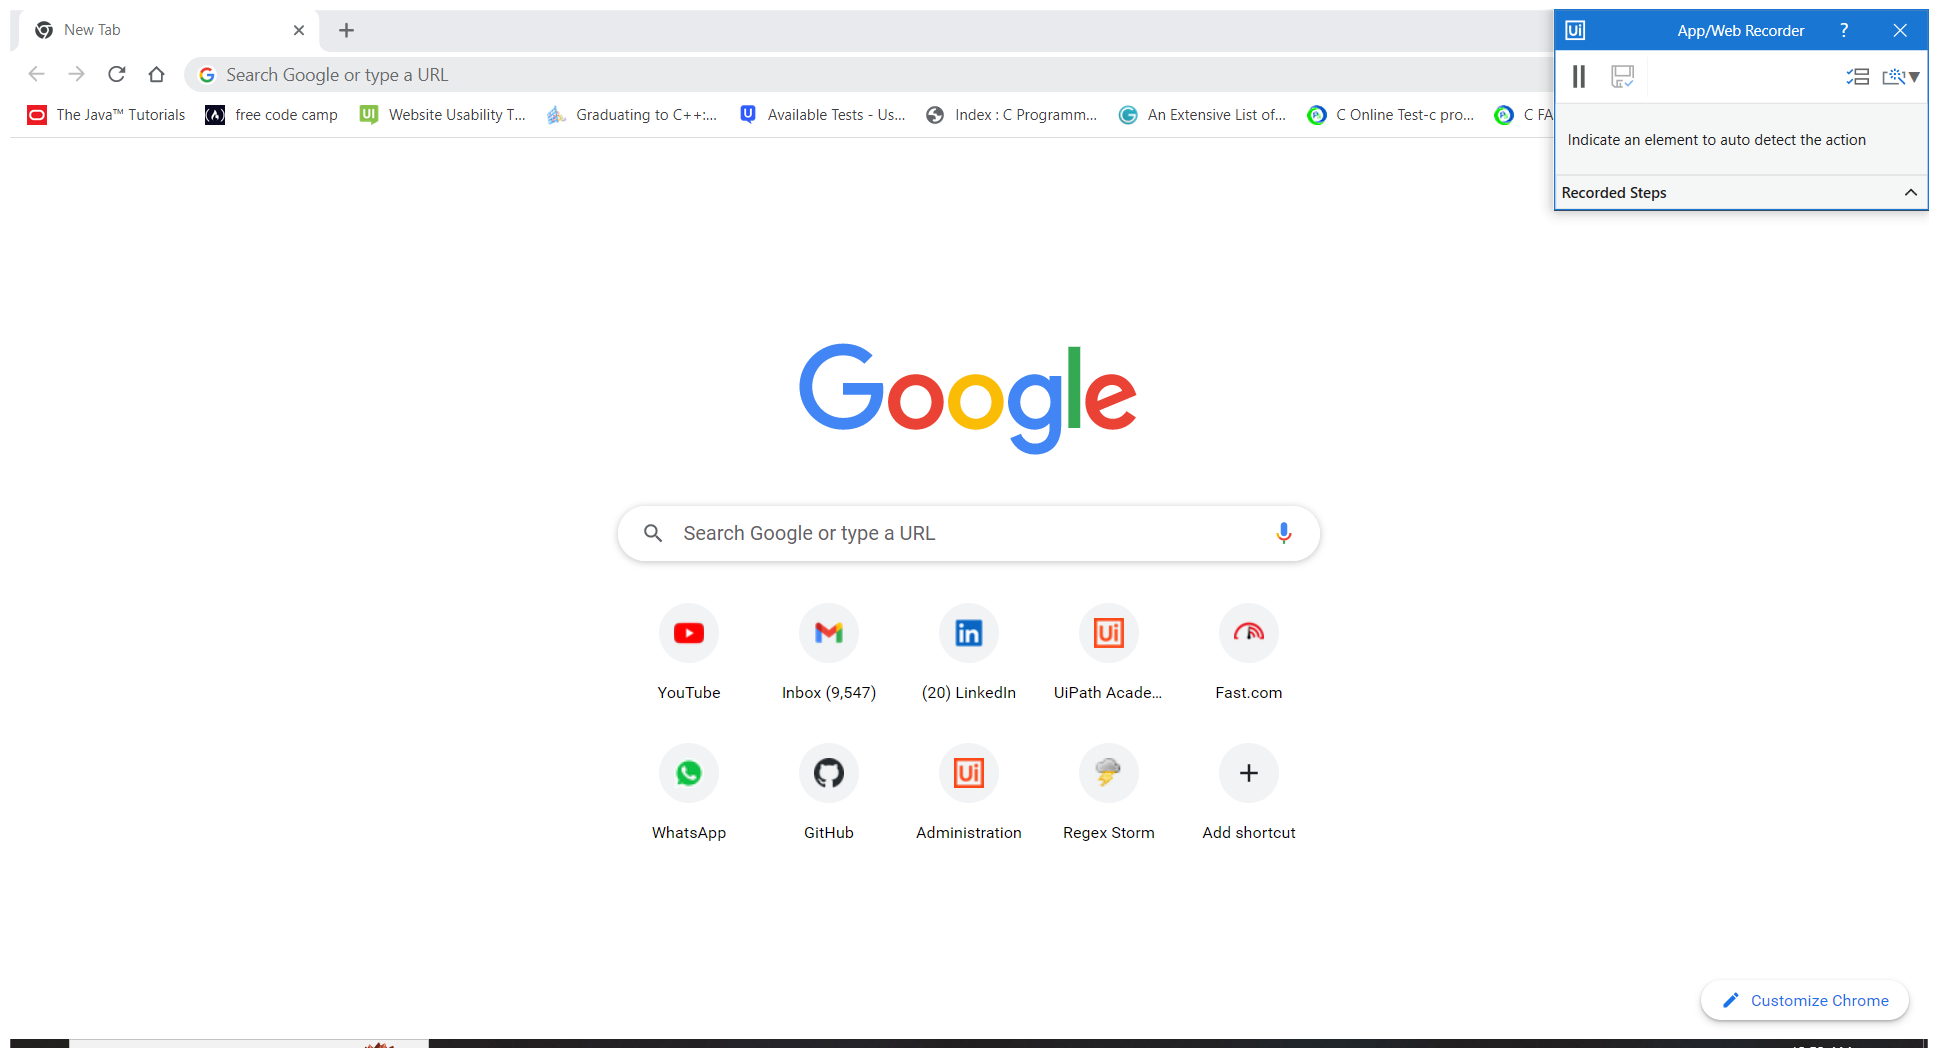 New Tab
App/Web Recorder ?
Search Google or type a URL
The Java™ Tutorials
free code camp
Website Usability T...
Graduating to C++:...
Available Tests - Us...
Index : C Programm...
An Extensive List of...
C Online Test-c pro...
C FA
Indicate an element to auto detect the action
Recorded Steps
Google
Search Google or type a URL
YouTube
Inbox (9,547)
(20) LinkedIn
UiPath Acade...
Fast.com
WhatsApp
GitHub
Administration
Regex Storm
Add shortcut
Customize Chrome